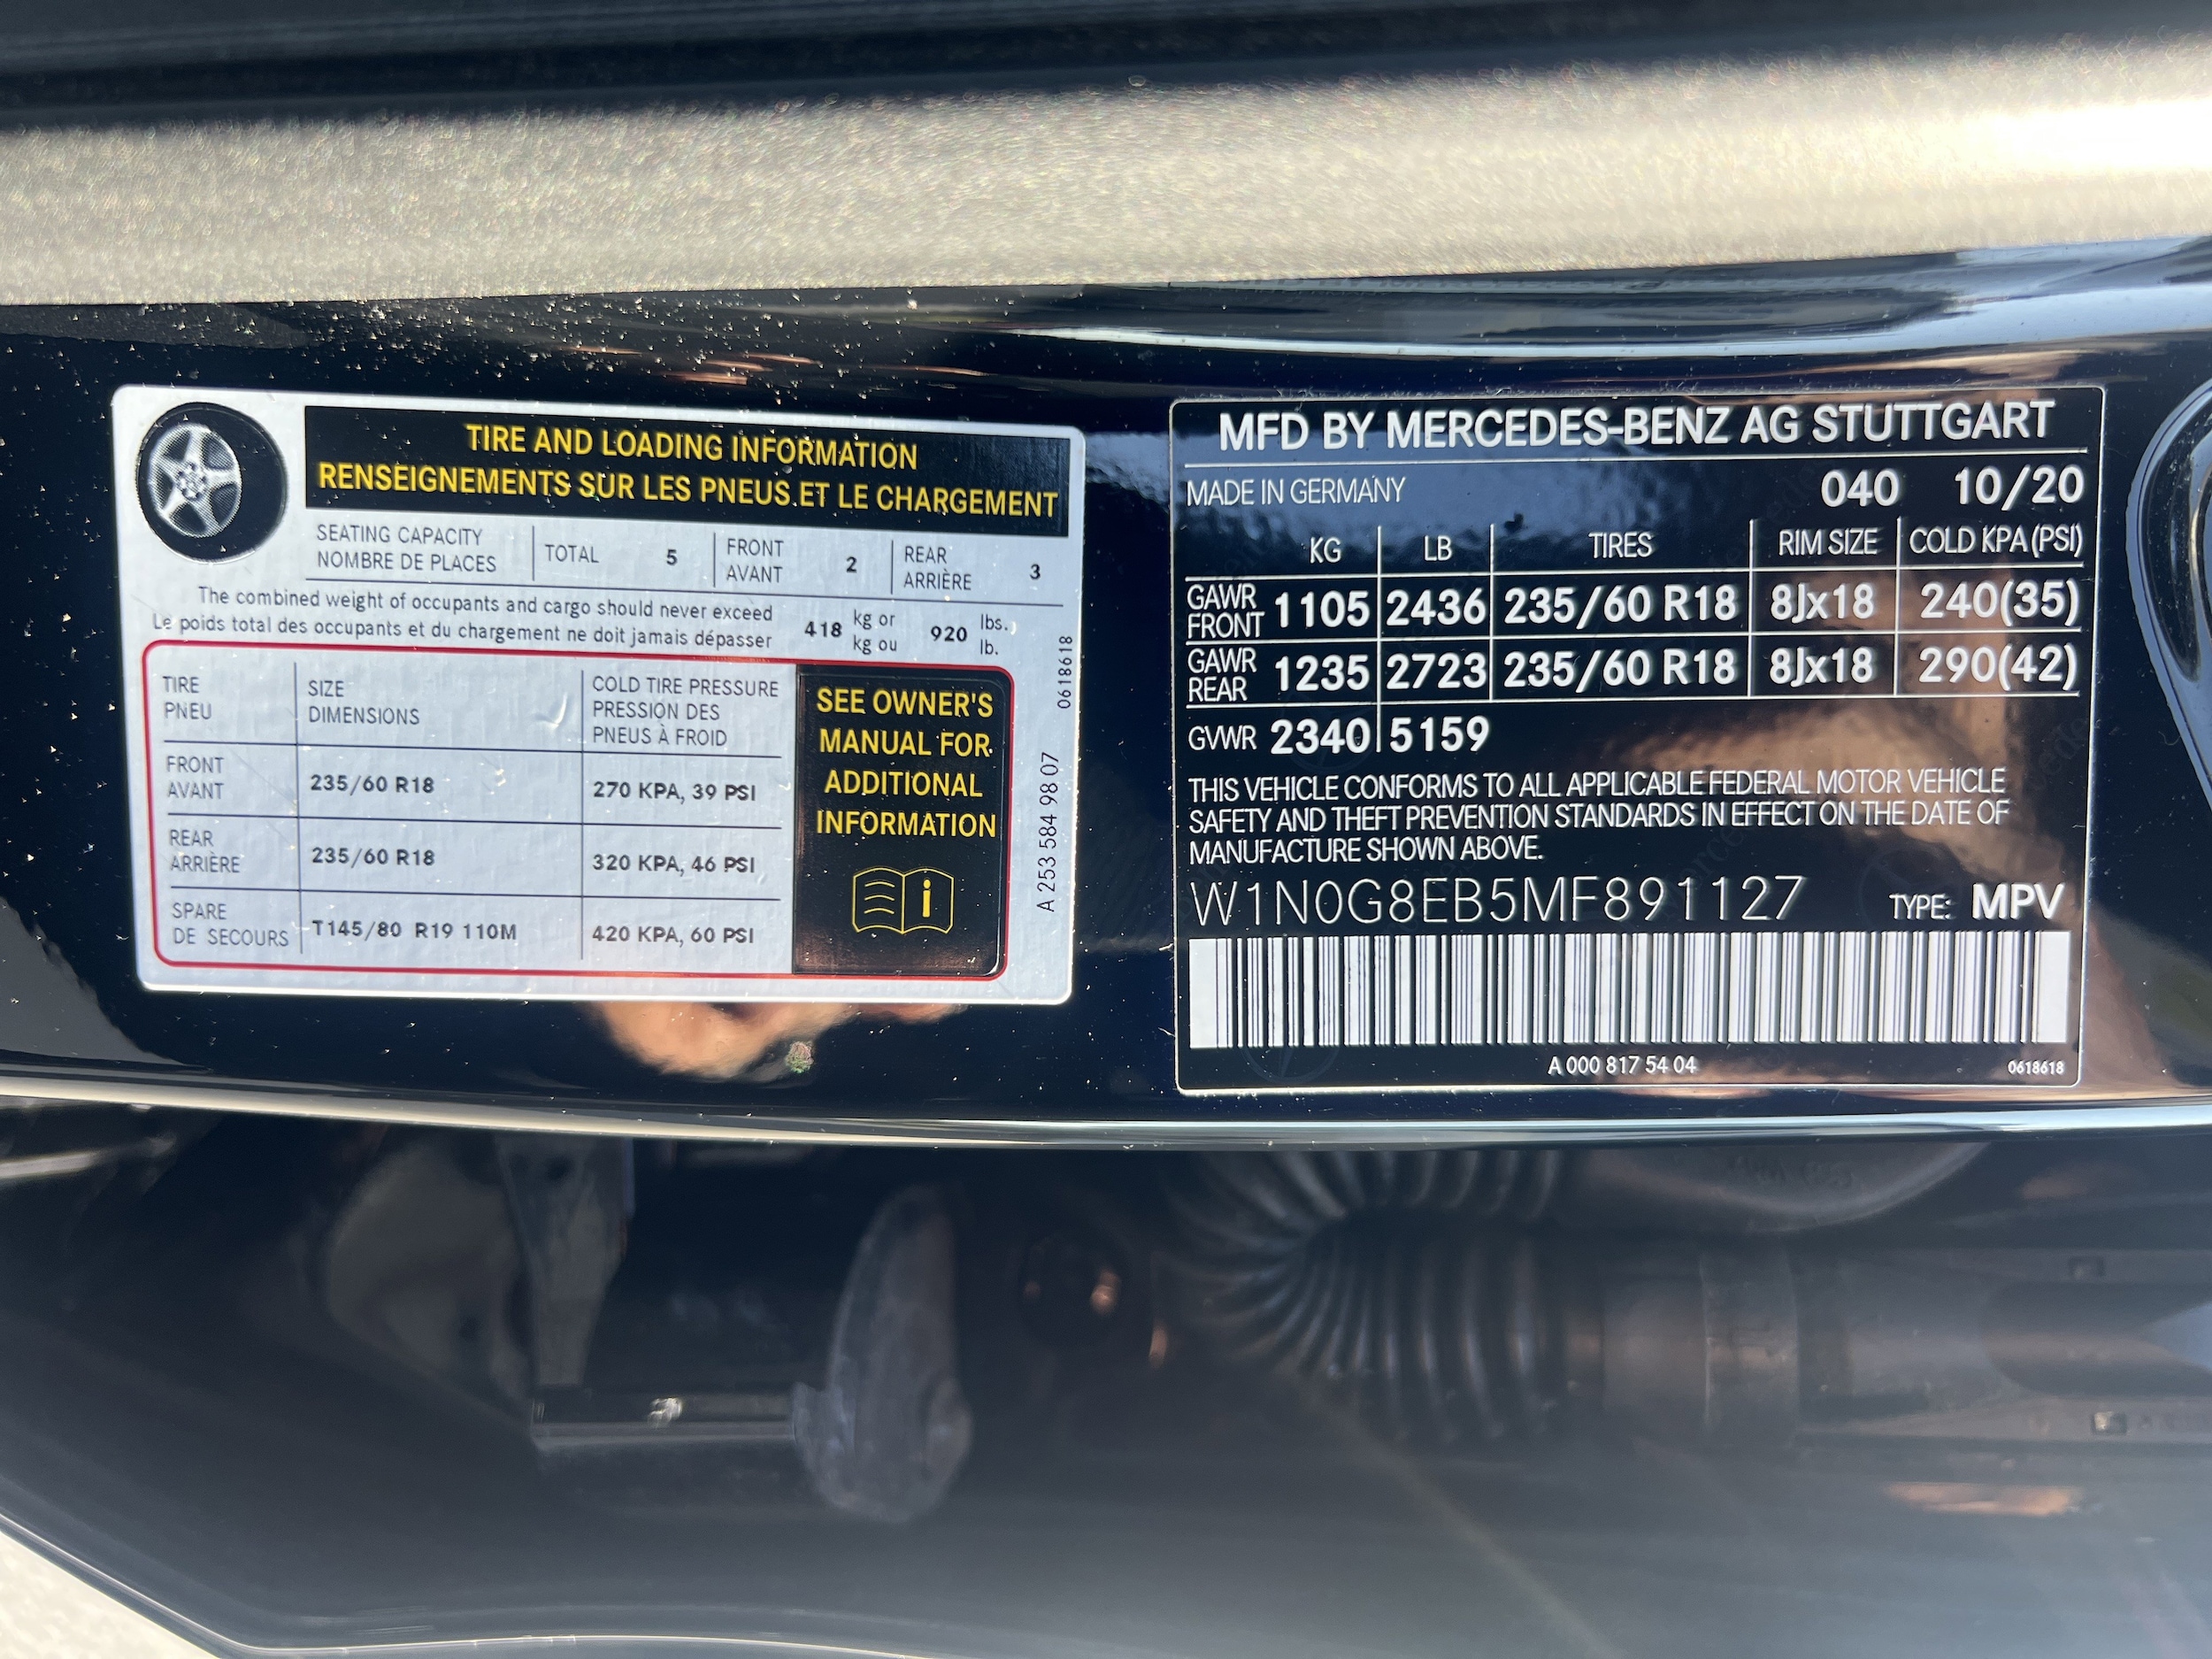 TIRE AND LOADING INFORMATION
RENSEIGNEMENTS SUR LES PNEUS ET LE CHARGEMENT
SEATING CAPACITY
NOMBRE DE PLACES
TOTAL 5
FRONT
AVANT 2
REAR
ARRIÈRE 3
The combined weight of occupants and cargo should never exceed
Le poids total des occupants et du chargement ne doit jamais dépasser
418 kg or
kg ou
920 lbs.
lb.
TIRE
PNEU
SIZE
DIMENSIONS
COLD TIRE PRESSURE
PRESSION DES
PNEUS À FROID
FRONT
AVANT
235/60 R18
270 KPA, 39 PSI
REAR
ARRIÈRE
235/60 R18
320 KPA, 46 PSI
SPARE
DE SECOURS
T145/80 R19 110M
420 KPA, 60 PSI
SEE OWNER'S
MANUAL FOR
ADDITIONAL
INFORMATION
i
0618618
A 253 584 98 07
MFD BY MERCEDES-BENZ AG STUTTGART
MADE IN GERMANY 040 10/20
KG LB TIRES RIM SIZE COLD KPA (PSI)
GAWR
FRONT 1105 2436 235/60 R18 8Jx18 240(35)
GAWR
REAR 1235 2723 235/60 R18 8Jx18 290(42)
GVWR 2340 5159
THIS VEHICLE CONFORMS TO ALL APPLICABLE FEDERAL MOTOR VEHICLE
SAFETY AND THEFT PREVENTION STANDARDS IN EFFECT ON THE DATE OF
MANUFACTURE SHOWN ABOVE.
W1N0G8EB5MF891127 TYPE: MPV
A 000 817 54 04 0618618